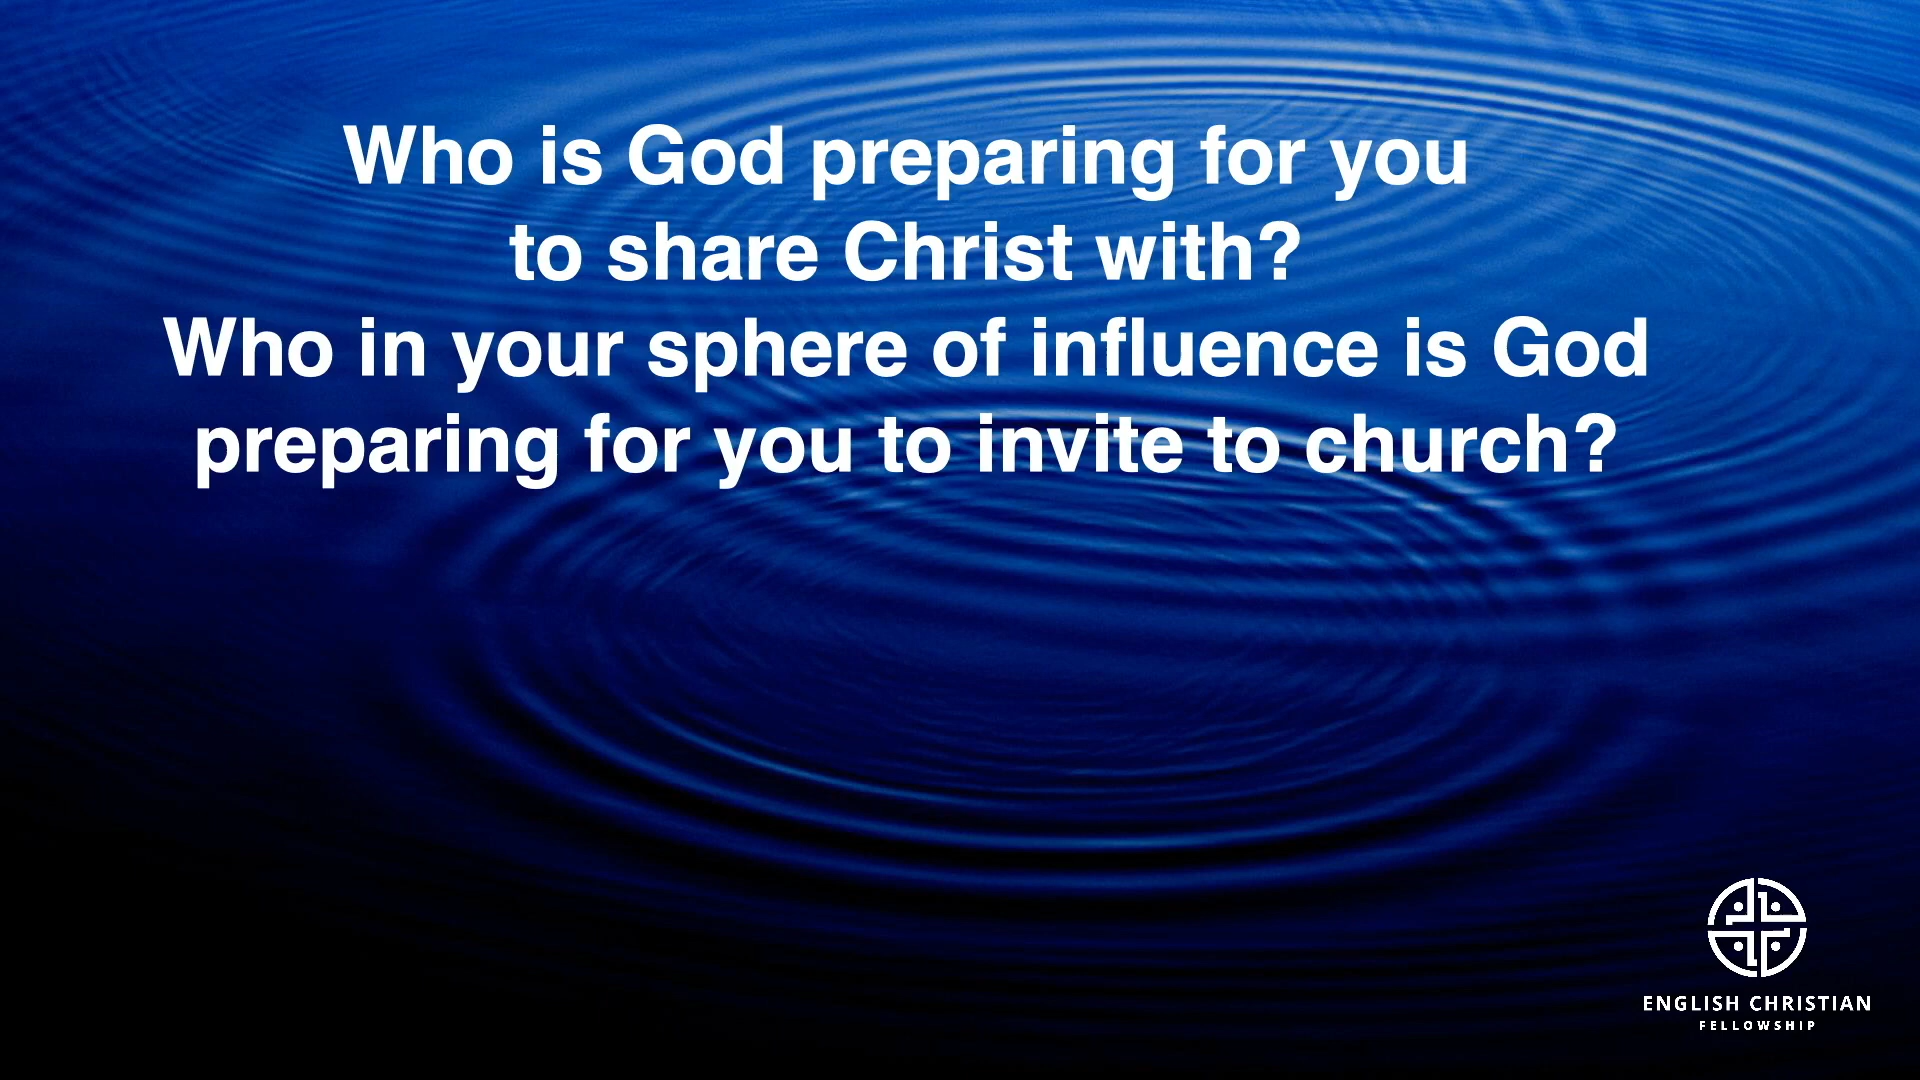 Who is God preparing for you
to share Christ with?
Who in your sphere of influence is God
preparing for you to invite to church?
ENGLISH CHRISTIAN
FELLOWSHIP